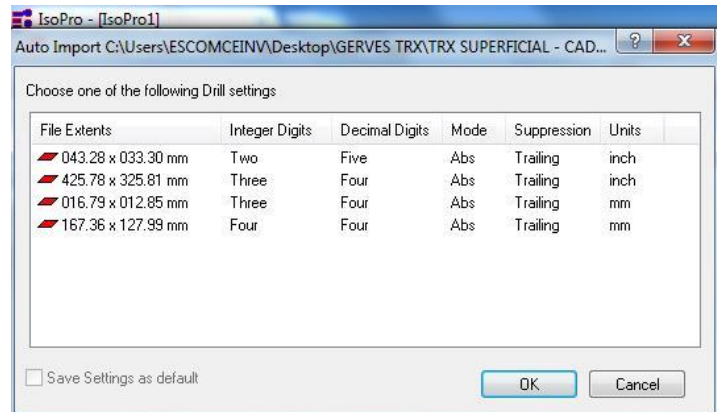 IsoPro - [IsoPro1]
Auto Import C:\Users\ESCOMCEINV\Desktop\GERVES TRX\TRX SUPERFICIAL - CAD...
Choose one of the following Drill settings
File Extents Integer Digits Decimal Digits Mode Suppression Units
043.28 x 033.30 mm Two Five Abs Trailing inch
425.78 x 325.81 mm Three Four Abs Trailing inch
016.79 x 012.85 mm Three Four Abs Trailing mm
167.36 x 127.99 mm Four Four Abs Trailing mm
Save Settings as default
OK Cancel